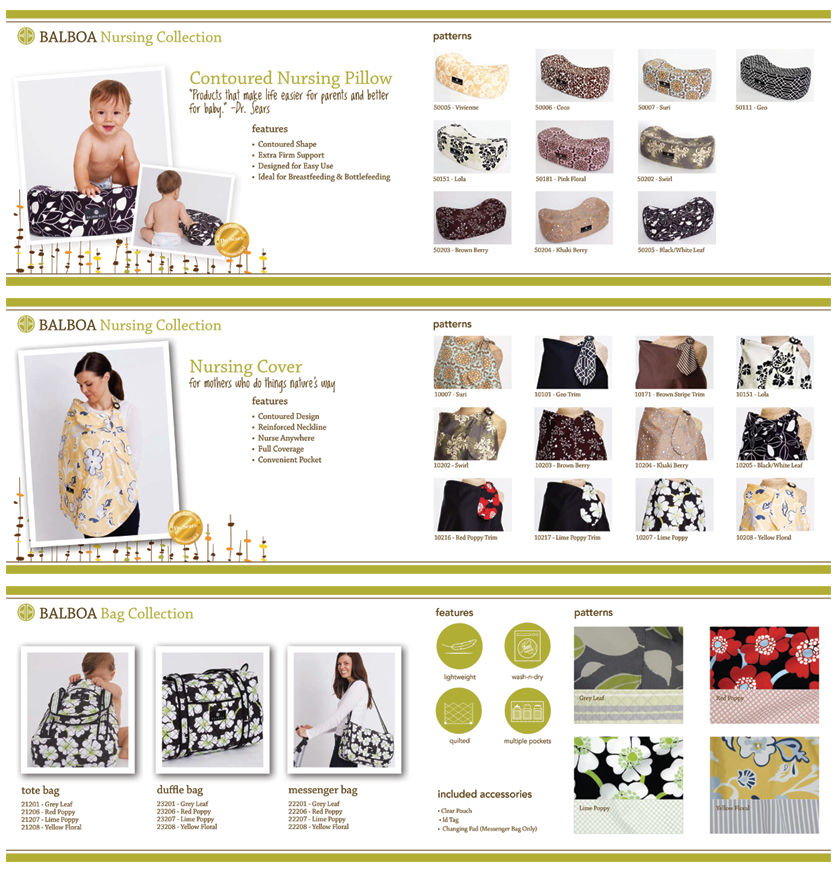 BALBOA Nursing Collection
Contoured Nursing Pillow
"Products that make life easier for parents and better
for baby." -Dr. Sears
features
• Contoured Shape
• Extra Firm Support
• Designed for Easy Use
• Ideal for Breastfeeding & Bottlefeeding
patterns
50005 - Vivienne
50006 - Coco
50007 - Suri
50111 - Geo
50151 - Lola
50181 - Pink Floral
50202 - Swirl
50203 - Brown Berry
50204 - Khaki Berry
50205 - Black/White Leaf
BALBOA Nursing Collection
Nursing Cover
for mothers who do things nature's way
features
• Contoured Design
• Reinforced Neckline
• Nurse Anywhere
• Full Coverage
• Convenient Pocket
patterns
10007 - Suri
10101 - Geo Trim
10171 - Brown Stripe Trim
10151 - Lola
10202 - Swirl
10203 - Brown Berry
10204 - Khaki Berry
10205 - Black/White Leaf
10216 - Red Poppy Trim
10217 - Lime Poppy Trim
10207 - Lime Poppy
10208 - Yellow Floral
BALBOA Bag Collection
tote bag
21201 - Grey Leaf
21206 - Red Poppy
21207 - Lime Poppy
21208 - Yellow Floral
duffle bag
23201 - Grey Leaf
23206 - Red Poppy
23207 - Lime Poppy
23208 - Yellow Floral
messenger bag
22201 - Grey Leaf
22206 - Red Poppy
22207 - Lime Poppy
22208 - Yellow Floral
features
lightweight
wash-n-dry
quilted
multiple pockets
included accessories
• Clear Pouch
• Id Tag
• Changing Pad (Messenger Bag Only)
patterns
Grey Leaf
Red Poppy
Lime Poppy
Yellow Floral